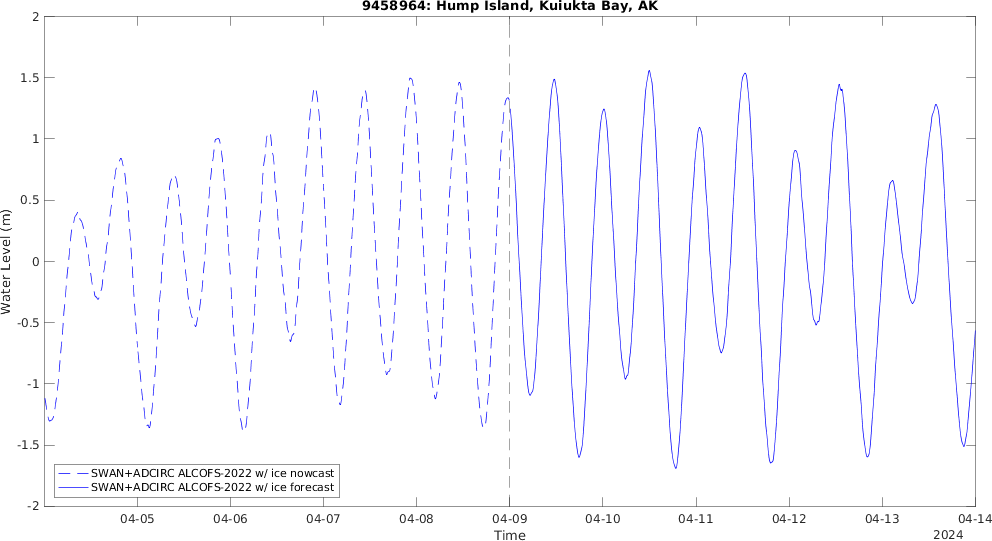 9458964: Hump Island, Kuiukta Bay, AK
Water Level (m)
2
1.5
1
0.5
0
-0.5
-1
-1.5
-2
SWAN+ADCIRC ALCOFS-2022 w/ ice nowcast
SWAN+ADCIRC ALCOFS-2022 w/ ice forecast
04-05 04-06 04-07 04-08 04-09 04-10 04-11 04-12 04-13 04-14
Time
2024